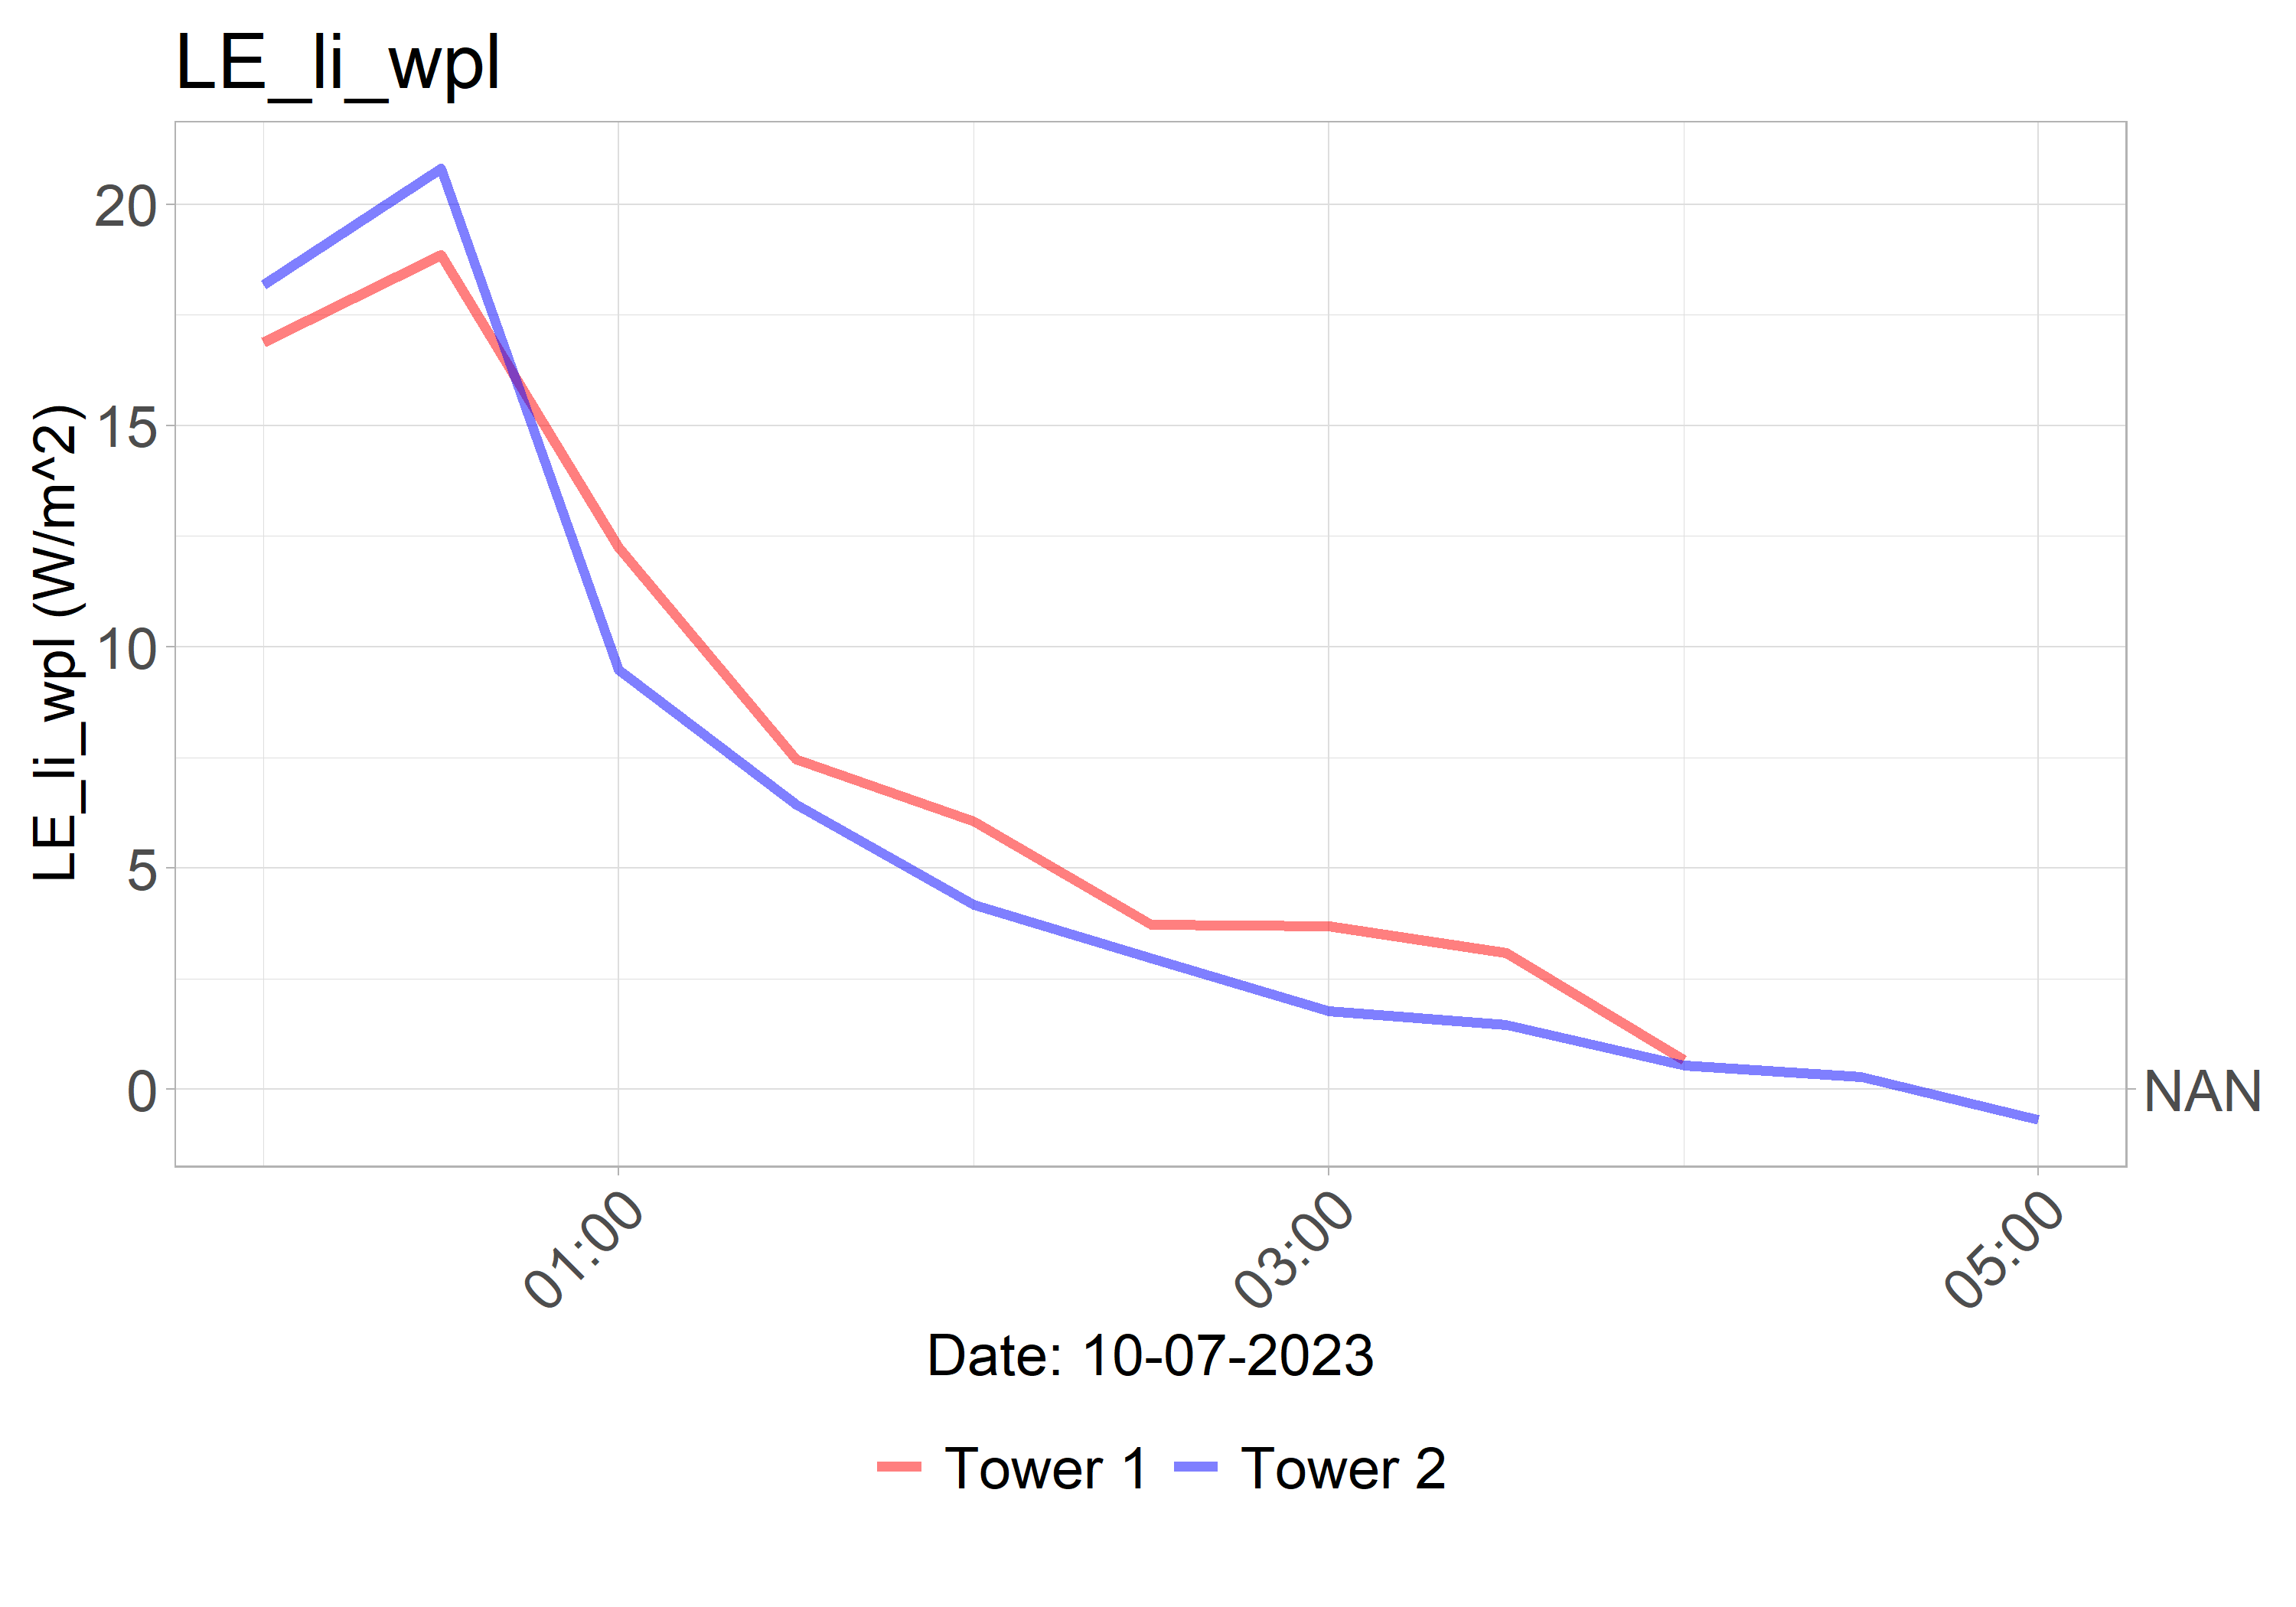 LE_li_wpl
LE_li_wpl (W/m^2)
20
15
10
5
0
NAN
01:00
03:00
05:00
Date: 10-07-2023
Tower 1
Tower 2